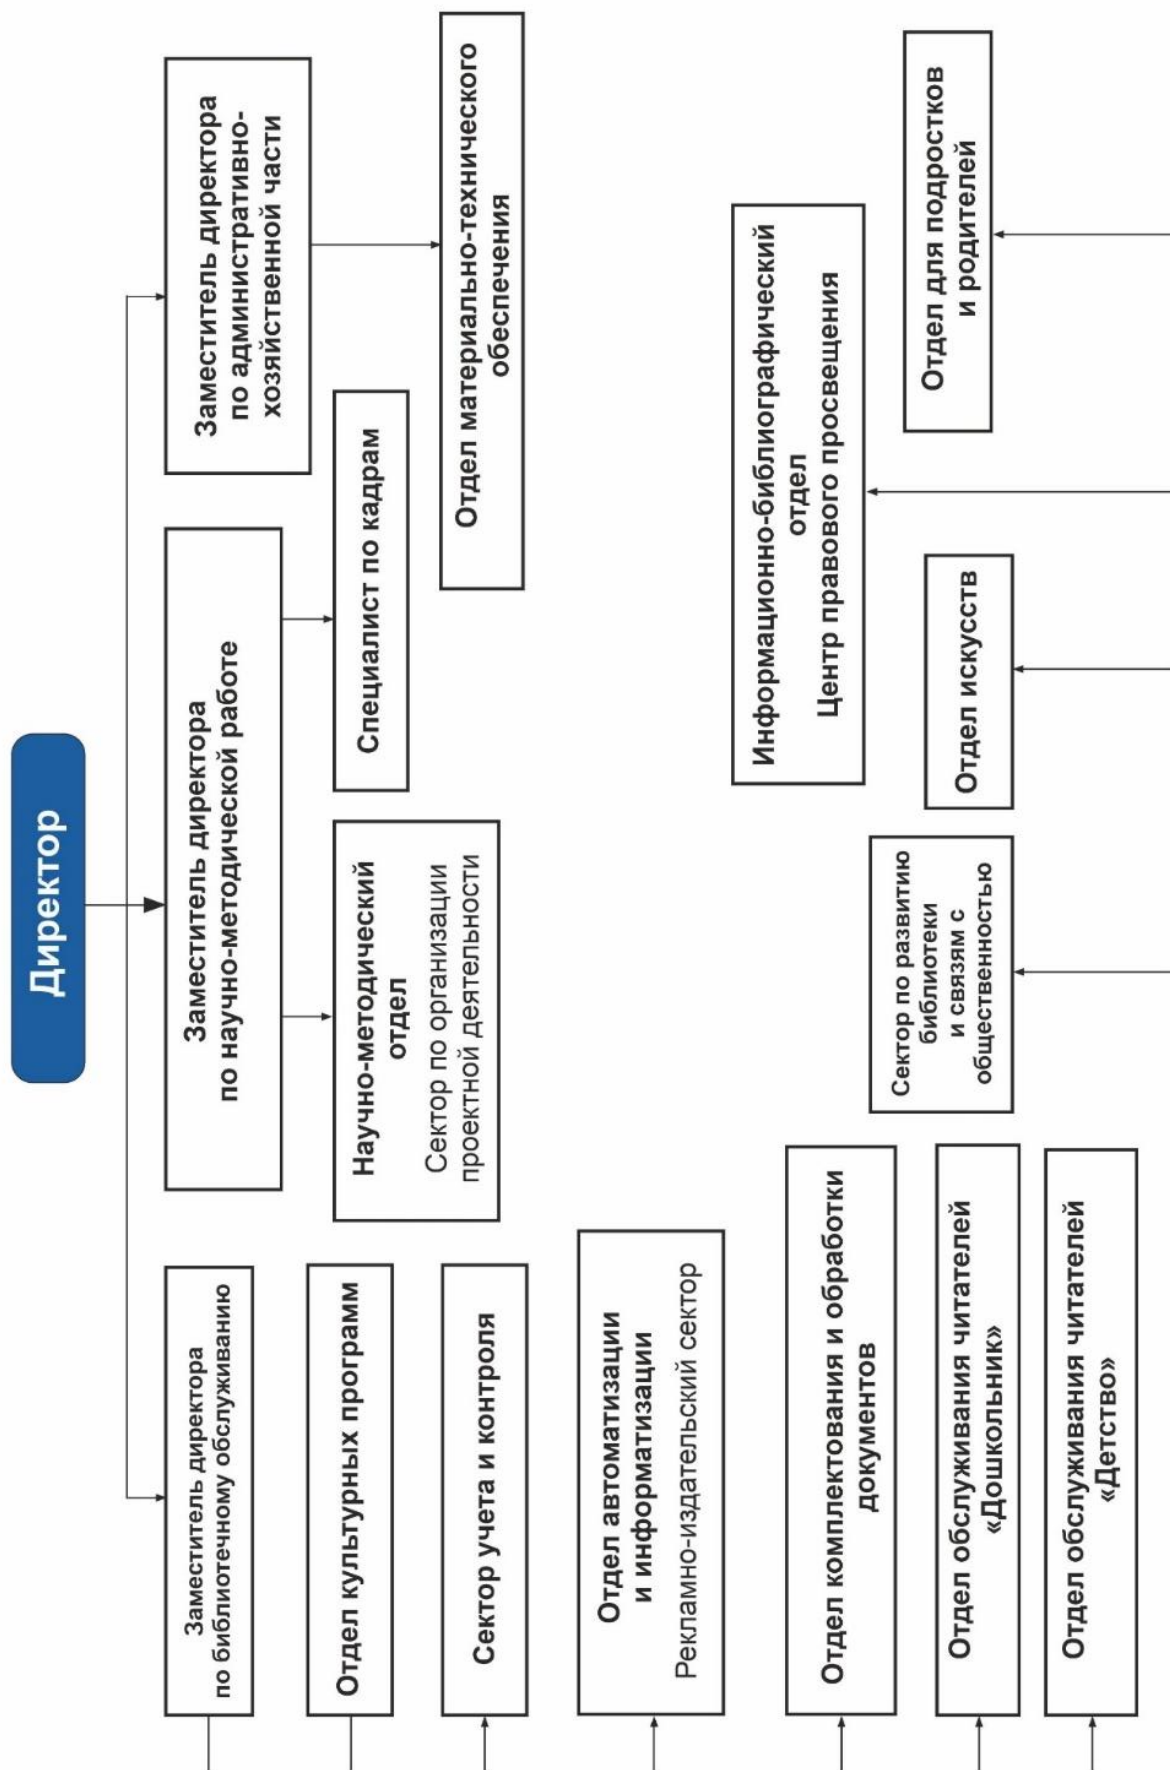 Директор
Заместитель директора
по библиотечному обслуживанию
Заместитель директора
по научно-методической работе
Заместитель директора
по административно-
хозяйственной части
Отдел культурных программ
Научно-методический
отдел
Сектор по организации
проектной деятельности
Специалист по кадрам
Отдел материально-технического
обеспечения
Сектор учета и контроля
Отдел автоматизации
и информатизации
Рекламно-издательский сектор
Информационно-библиографический
отдел
Центр правового просвещения
Отдел комплектования и обработки
документов
Сектор по развитию
библиотеки
и связям с
общественностью
Отдел искусств
Отдел для подростков
и родителей
Отдел обслуживания читателей
«Дошкольник»
Отдел обслуживания читателей
«Детство»